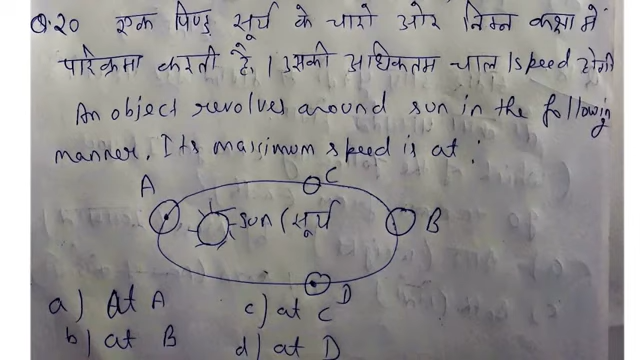 Q.20 एक पिण्ड सूर्य के चारो ओर निम्न कक्षा में
परिक्रमा करती है। इसकी अधिकतम चाल / speed होगी
An object revolves around sun in the following
manner. Its maximum speed is at :
A
C
sun (सूर्य
B
D
a) at A
c) at C
b) at B
d) at D